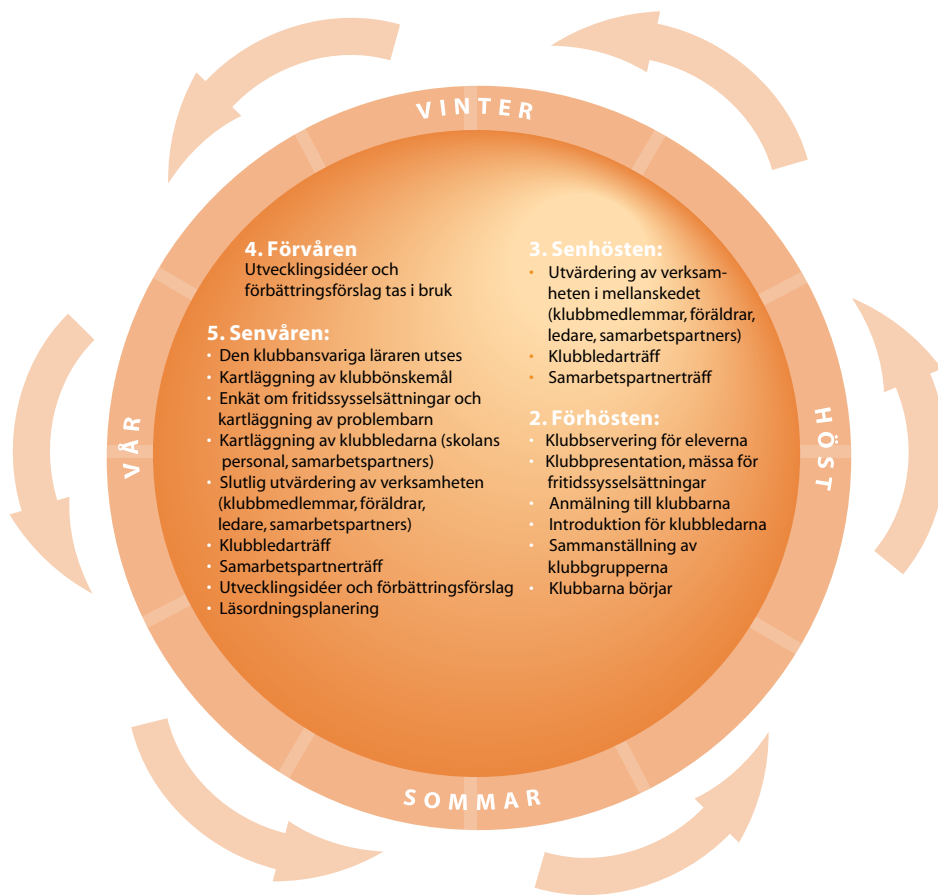 VINTER
4. Förvåren
Utvecklingsidéer och
förbättringsförslag tas i bruk
5. Senvåren:
• Den klubbansvariga läraren utses
• Kartläggning av klubbönskemål
• Enkät om fritidssysselsättningar och
kartläggning av problembarn
• Kartläggning av klubbledarna (skolans
personal, samarbetspartners)
• Slutlig utvärdering av verksamheten
(klubbmedlemmar, föräldrar,
ledare, samarbetspartners)
• Klubbledarträff
• Samarbetspartnerträff
• Utvecklingsidéer och förbättringsförslag
• Läsordningsplanering
3. Senhösten:
• Utvärdering av verksam-
heten i mellanskedet
(klubbmedlemmar, föräldrar,
ledare, samarbetspartners)
• Klubbledarträff
• Samarbetspartnerträff
2. Förhösten:
• Klubbservering för eleverna
• Klubbpresentation, mässa för
fritidssysselsättningar
• Anmälning till klubbarna
• Introduktion för klubbledarna
• Sammanställning av
klubbgrupperna
• Klubbarna börjar
VÅR
HÖST
SOMMAR